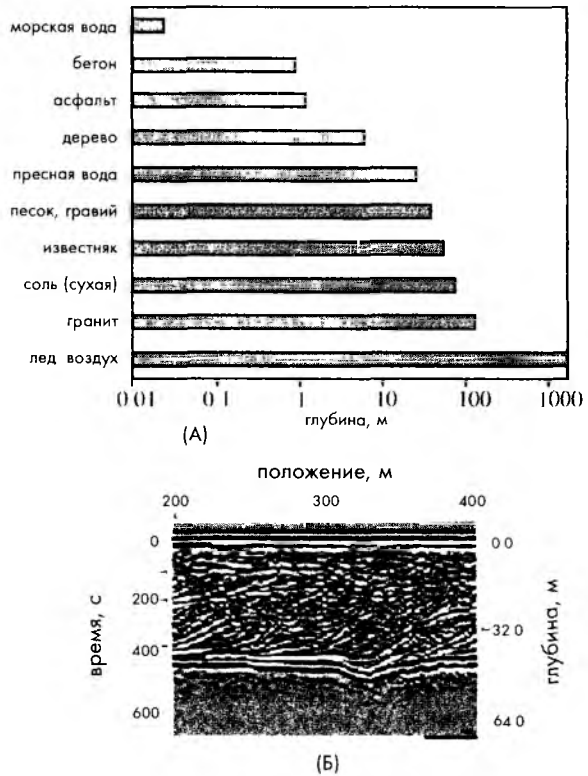 морская вода
бетон
асфальт
дерево
пресная вода
песок, гравий
известняк
соль (сухая)
гранит
лед воздух
0 01 0 1 1 10 100 1000
глубина, м
(А)
положение, м
200 300 400
0 0 0
200
32 0
400
600 64 0
время, с
глубина, м
(Б)